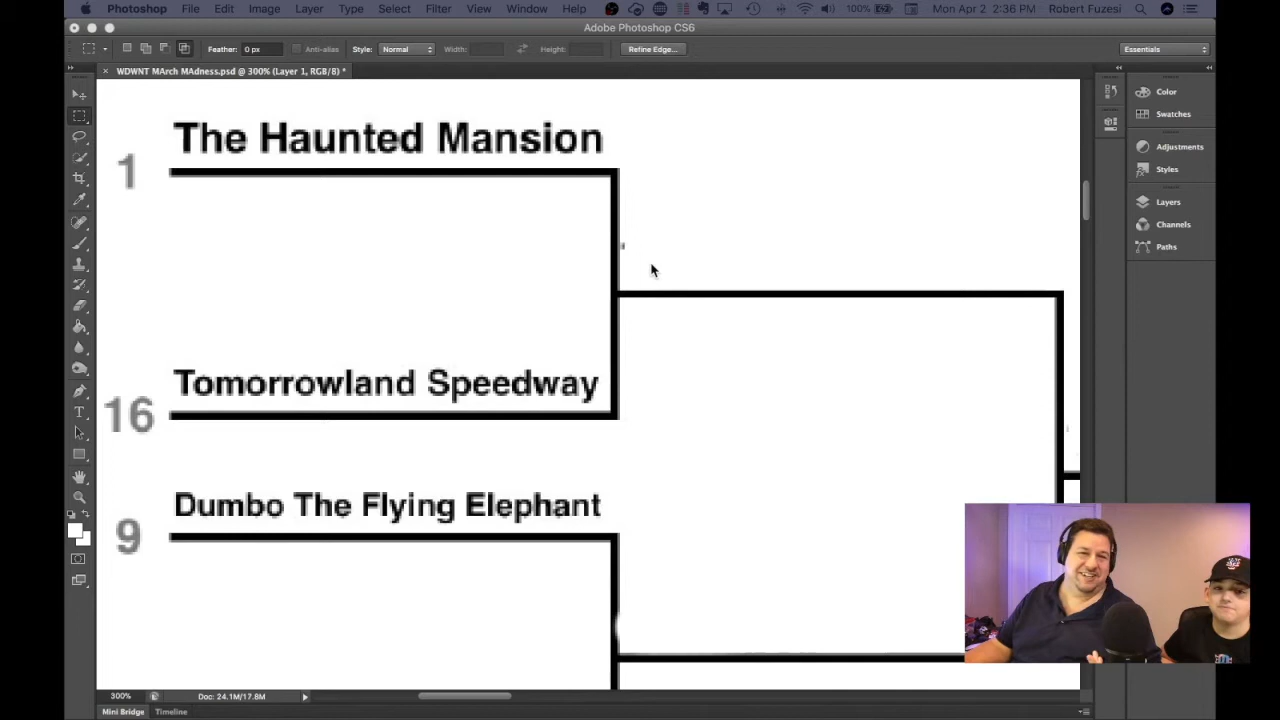 Photoshop File Edit Image Layer Type Select Filter View Window Help 100% Mon Apr 2 2:36 PM Robert Fuzesi
Adobe Photoshop CS6
Feather: 0 px Anti-alias Style: Normal Width: Height: Refine Edge... Essentials
WDWNT MArch MAdness.psd @ 300% (Layer 1, RGB/8) *
Color
Swatches
Adjustments
Styles
Layers
Channels
Paths
The Haunted Mansion
1
Tomorrowland Speedway
16
Dumbo The Flying Elephant
9
300% Doc: 24.1M/17.8M
Mini Bridge Timeline